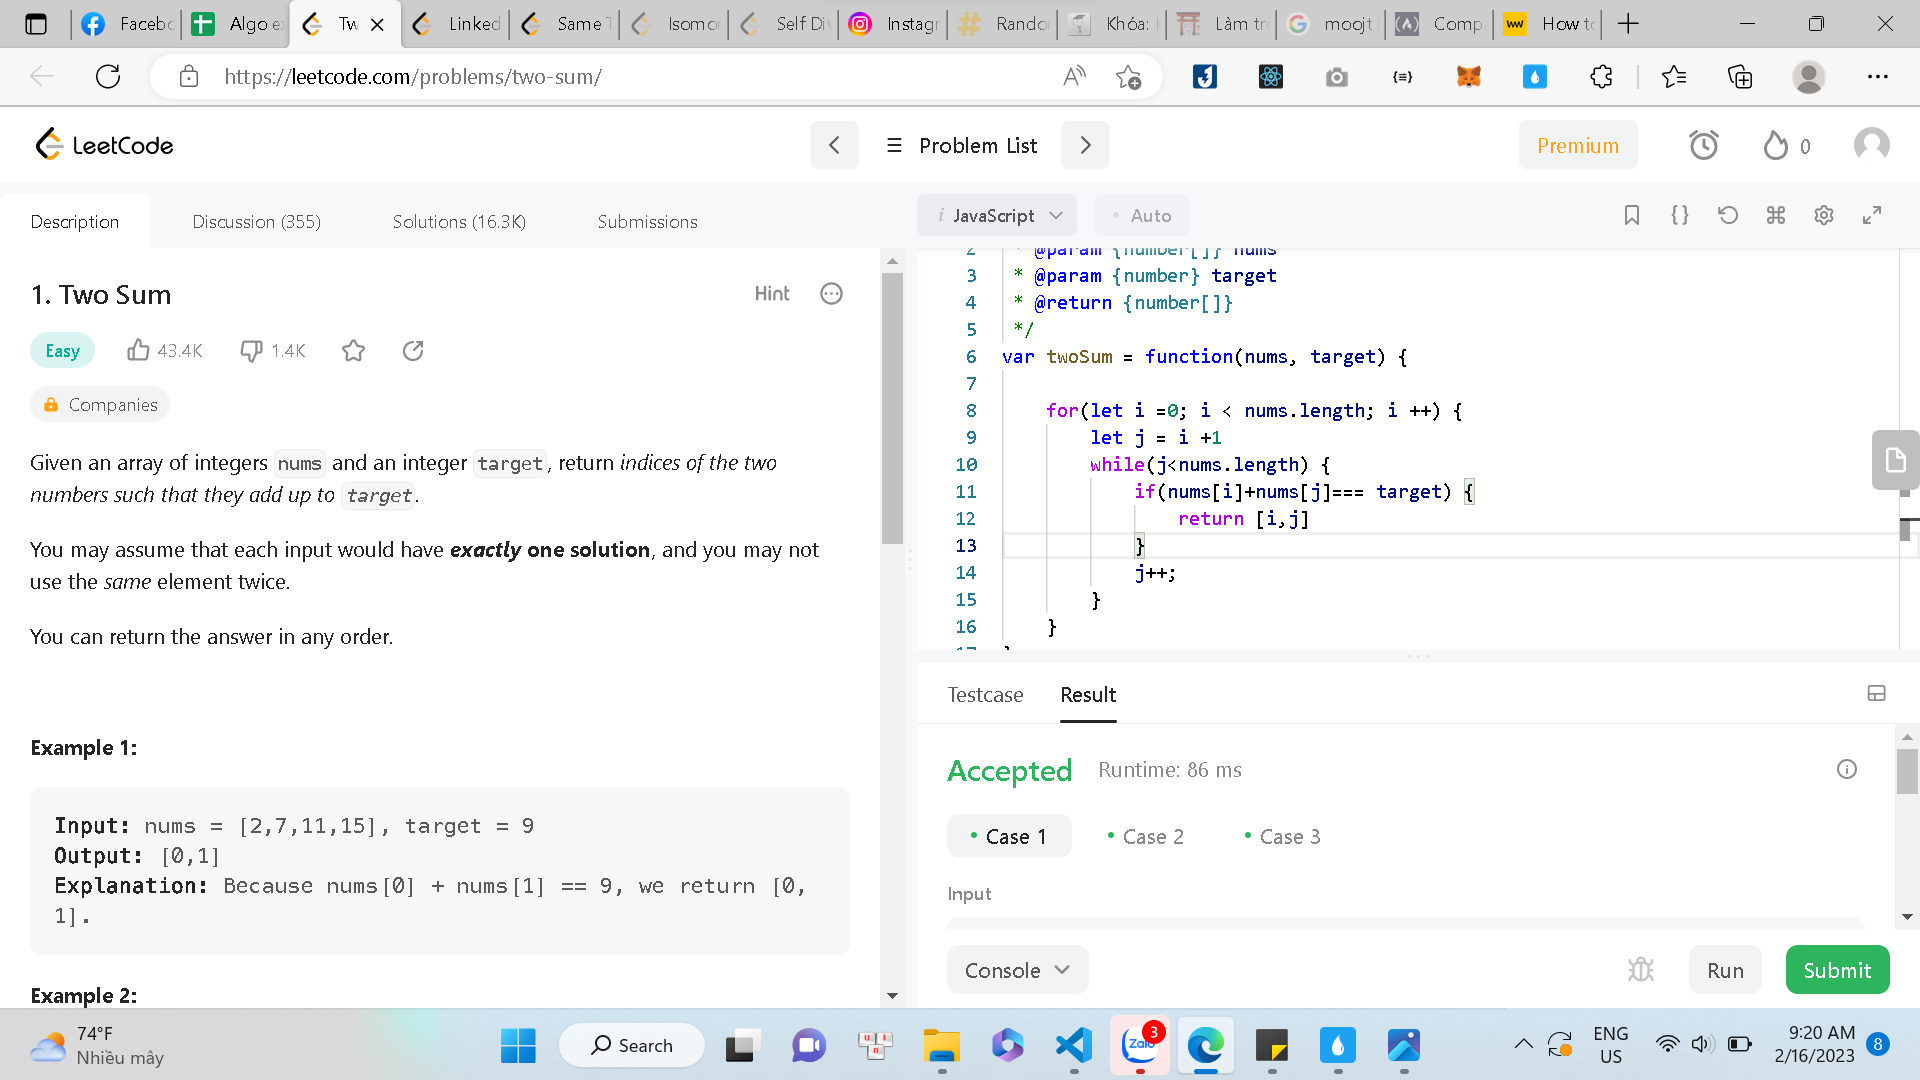 Faceb
Algo e
Tw
Linked
Same T
Isomor
Self Di
Instagr
Rando
Khóa:
Làm tr
moojt
Comp
How to
https://leetcode.com/problems/two-sum/
LeetCode
Problem List
Premium
0
Description
Discussion (355)
Solutions (16.3K)
Submissions
1. Two Sum
Hint
Easy
43.4K
1.4K
Companies
Given an array of integers nums and an integer target, return indices of the two
numbers such that they add up to target.
You may assume that each input would have exactly one solution, and you may not
use the same element twice.
You can return the answer in any order.
Example 1:
Input: nums = [2,7,11,15], target = 9
Output: [0,1]
Explanation: Because nums[0] + nums[1] == 9, we return [0,
1].
Example 2:
i JavaScript
Auto
2 * @param {number[]} nums
3 * @param {number} target
4 * @return {number[]}
5 */
6 var twoSum = function(nums, target) {
7
8 for(let i =0; i < nums.length; i ++) {
9 let j = i +1
10 while(j<nums.length) {
11 if(nums[i]+nums[j]=== target) {
12 return [i,j]
13 }
14 j++;
15 }
16 }
Testcase
Result
Accepted
Runtime: 86 ms
Case 1
Case 2
Case 3
Input
Console
Run
Submit
74°F
Nhiều mây
Search
Zalo
3
ENG
US
9:20 AM
2/16/2023
8